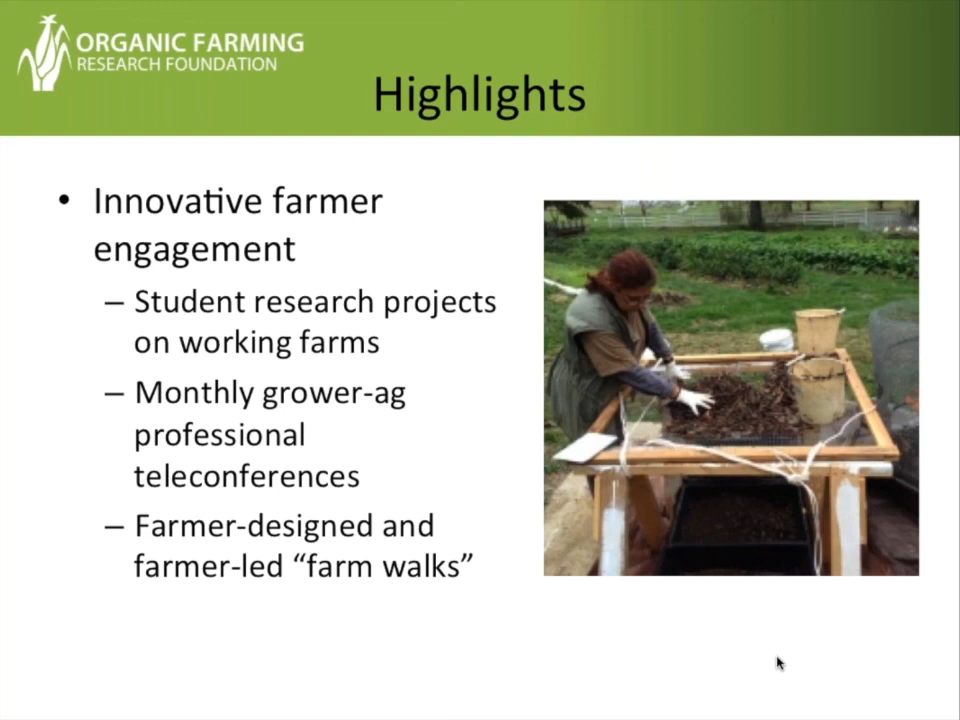 ORGANIC FARMING
RESEARCH FOUNDATION
Highlights
• Innovative farmer
engagement
– Student research projects
on working farms
– Monthly grower-ag
professional
teleconferences
– Farmer-designed and
farmer-led “farm walks”